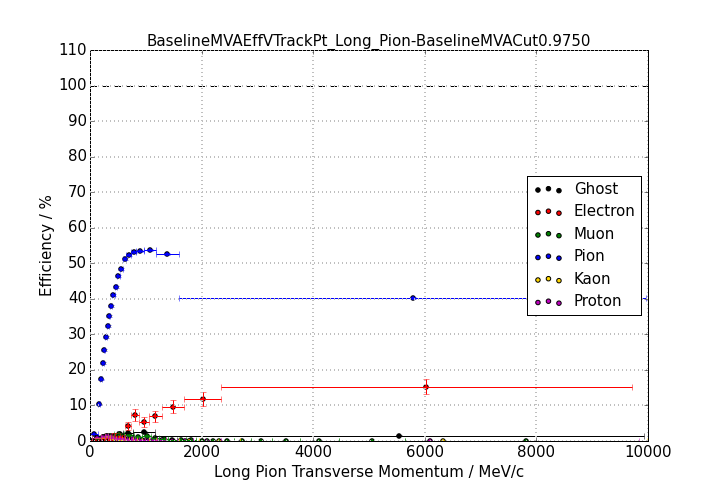 BaselineMVAEffVTrackPt_Long_Pion-BaselineMVACut0.9750
110
100
90
80
70
60
50
40
30
20
10
0
Efficiency / %
Ghost
Electron
Muon
Pion
Kaon
Proton
0 2000 4000 6000 8000 10000
Long Pion Transverse Momentum / MeV/c